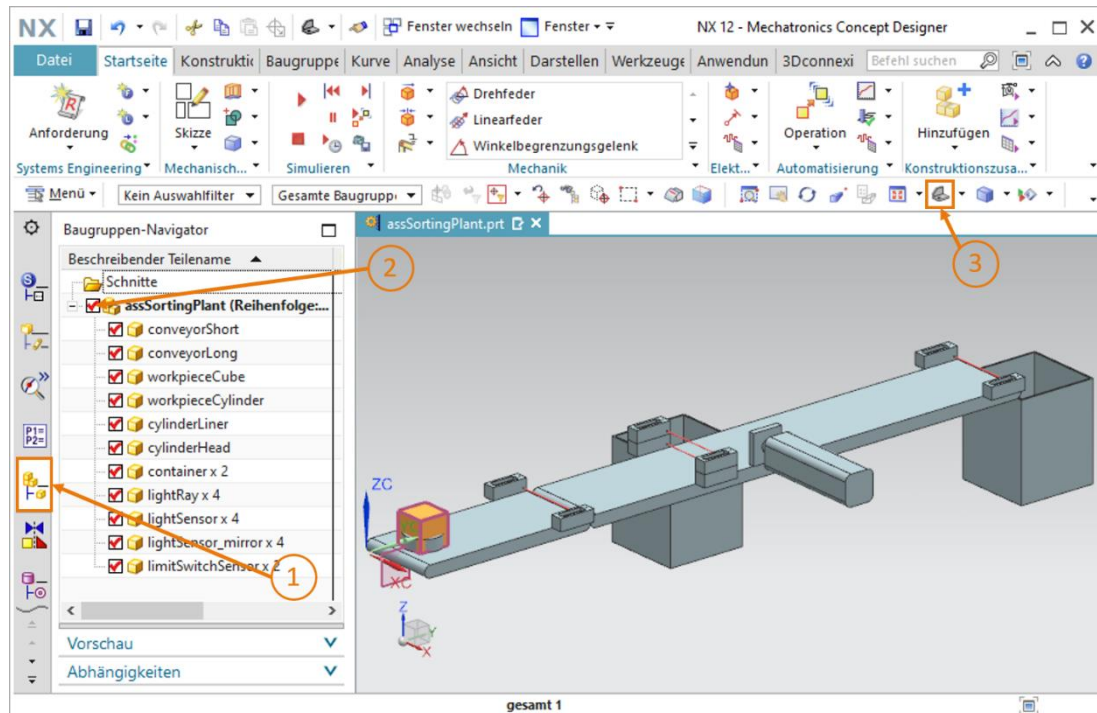 NX Fenster wechseln Fenster NX 12 - Mechatronics Concept Designer
Datei Startseite Konstruktic Baugruppe Kurve Analyse Ansicht Darstellen Werkzeuge Anwendun 3Dconnexi Befehl suchen
Anforderung Skizze Drehfeder Operation Hinzufügen
Linearfeder
Winkelbegrenzungsgelenk
Systems Engineering Mechanisch... Simulieren Mechanik Elekt... Automatisierung Konstruktionszusa...
Menü Kein Auswahlfilter Gesamte Baugrupp
Baugruppen-Navigator assSortingPlant.prt
Beschreibender Teilename
2
3
Schnitte
assSortingPlant (Reihenfolge:...
conveyorShort
conveyorLong
workpieceCube
workpieceCylinder
cylinderLiner
P1=
P2=
cylinderHead
container x 2
lightRay x 4
ZC
lightSensor x 4
lightSensor_mirror x 4
limitSwitchSensor x 2
1
XC
Z
Y
X
Vorschau
Abhängigkeiten
gesamt 1